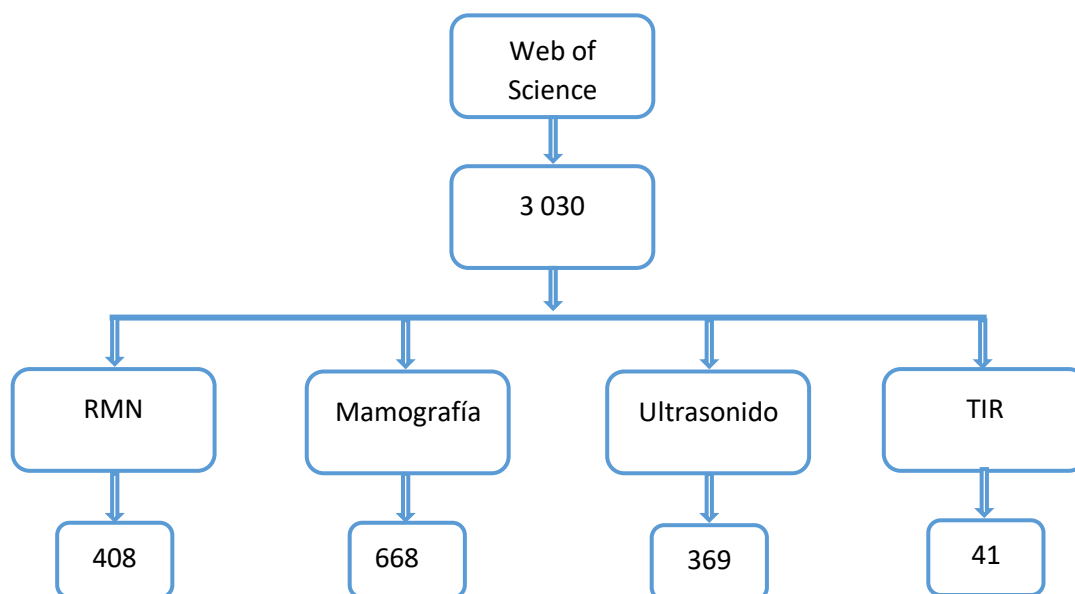 Web of
Science
3 030
RMN
Mamografía
Ultrasonido
TIR
408
668
369
41